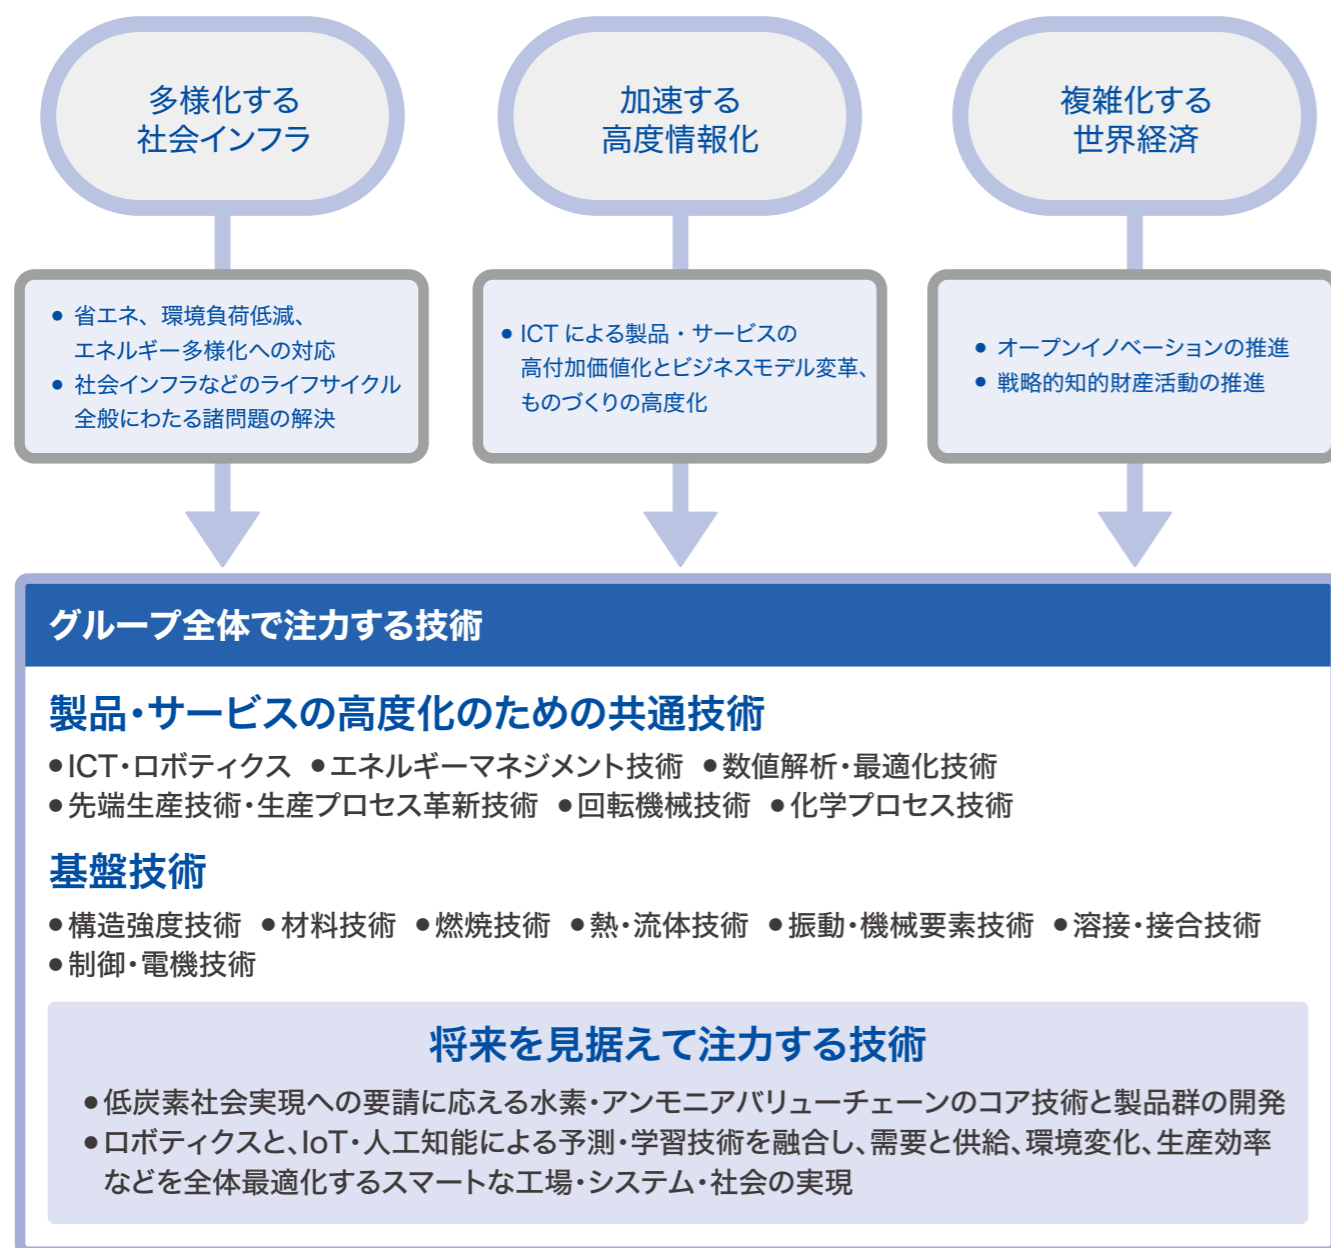 多様化する
社会インフラ
加速する
高度情報化
複雑化する
世界経済
● 省エネ、環境負荷低減、
エネルギー多様化への対応
● 社会インフラなどのライフサイクル
全般にわたる諸問題の解決
● ICT による製品・サービスの
高付加価値化とビジネスモデル変革、
ものづくりの高度化
● オープンイノベーションの推進
● 戦略的知的財産活動の推進
グループ全体で注力する技術
製品・サービスの高度化のための共通技術
●ICT・ロボティクス ●エネルギーマネジメント技術 ●数値解析・最適化技術
●先端生産技術・生産プロセス革新技術 ●回転機械技術 ●化学プロセス技術
基盤技術
●構造強度技術 ●材料技術 ●燃焼技術 ●熱・流体技術 ●振動・機械要素技術 ●溶接・接合技術
●制御・電機技術
将来を見据えて注力する技術
●低炭素社会実現への要請に応える水素・アンモニアバリューチェーンのコア技術と製品群の開発
●ロボティクスと、IoT・人工知能による予測・学習技術を融合し、需要と供給、環境変化、生産効率
などを全体最適化するスマートな工場・システム・社会の実現